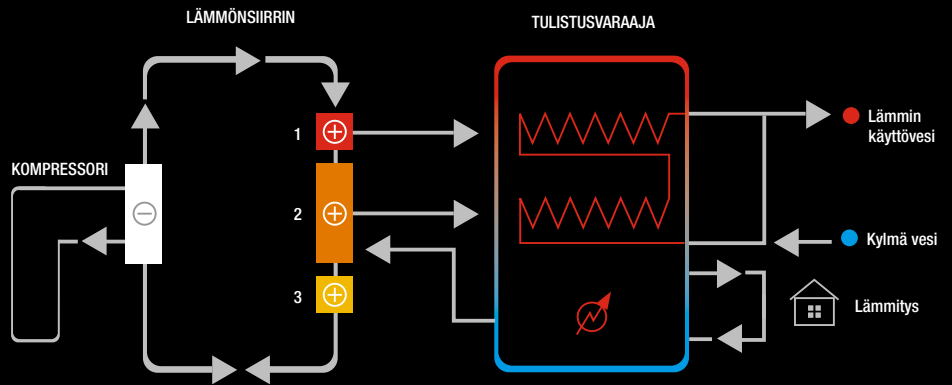 LÄMMÖNSIIRRIN
TULISTUSVARAAJA
1
Lämmin
käyttövesi
KOMPRESSORI
2
Kylmä vesi
3
Lämmitys